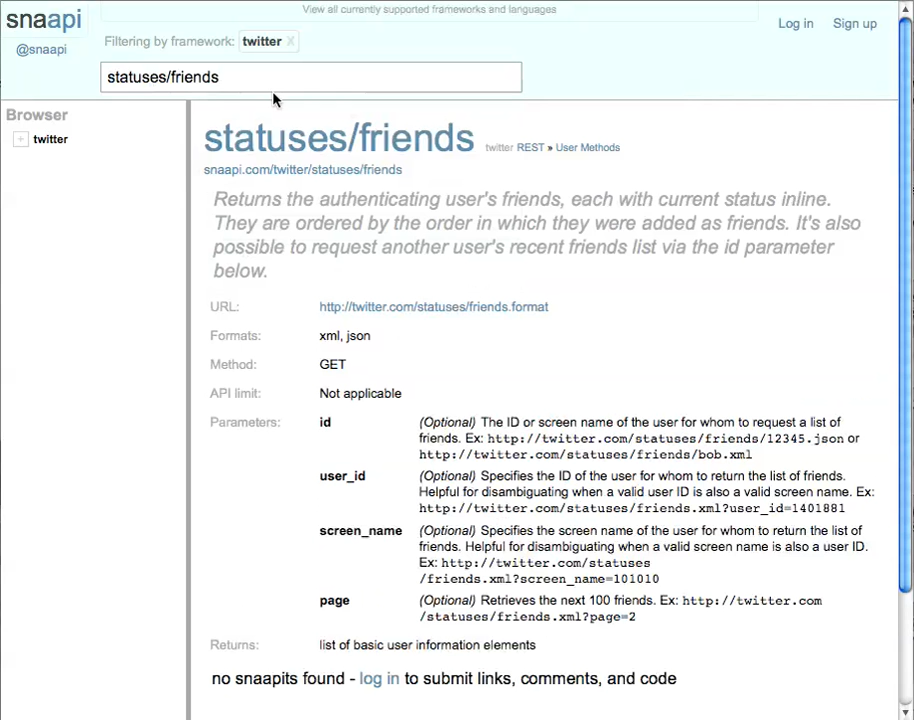 View all currently supported frameworks and languages
snaapi
Log in
Sign up
@snaapi
Filtering by framework: twitter X
statuses/friends
Browser
+ twitter
statuses/friends twitter REST » User Methods
snaapi.com/twitter/statuses/friends
Returns the authenticating user's friends, each with current status inline.
They are ordered by the order in which they were added as friends. It's also
possible to request another user's recent friends list via the id parameter
below.
URL: http://twitter.com/statuses/friends.format
Formats: xml, json
Method: GET
API limit: Not applicable
Parameters: id (Optional) The ID or screen name of the user for whom to request a list of
friends. Ex: http://twitter.com/statuses/friends/12345.json or
http://twitter.com/statuses/friends/bob.xml
user_id (Optional) Specifies the ID of the user for whom to return the list of friends.
Helpful for disambiguating when a valid user ID is also a valid screen name. Ex:
http://twitter.com/statuses/friends.xml?user_id=1401881
screen_name (Optional) Specifies the screen name of the user for whom to return the list of
friends. Helpful for disambiguating when a valid screen name is also a user ID.
Ex: http://twitter.com/statuses
/friends.xml?screen_name=101010
page (Optional) Retrieves the next 100 friends. Ex: http://twitter.com
/statuses/friends.xml?page=2
Returns: list of basic user information elements
no snaapits found - log in to submit links, comments, and code